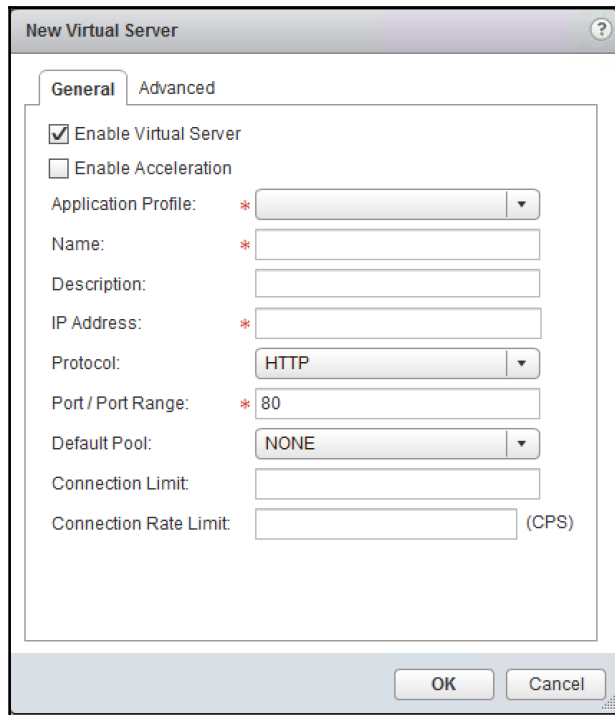 New Virtual Server ?
General Advanced
Enable Virtual Server
Enable Acceleration
Application Profile: *
Name: *
Description:
IP Address: *
Protocol: HTTP
Port / Port Range: * 80
Default Pool: NONE
Connection Limit:
Connection Rate Limit: (CPS)
OK Cancel